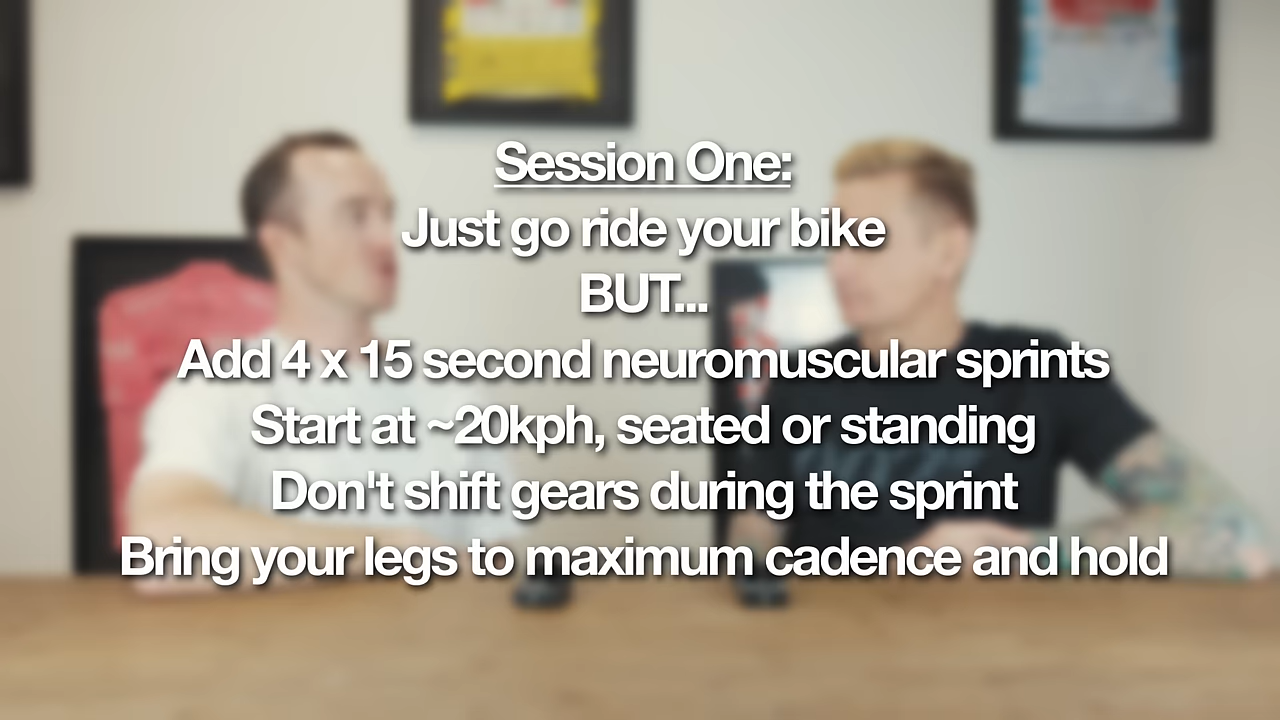 Session One:
Just go ride your bike
BUT...
Add 4 x 15 second neuromuscular sprints
Start at ~20kph, seated or standing
Don't shift gears during the sprint
Bring your legs to maximum cadence and hold